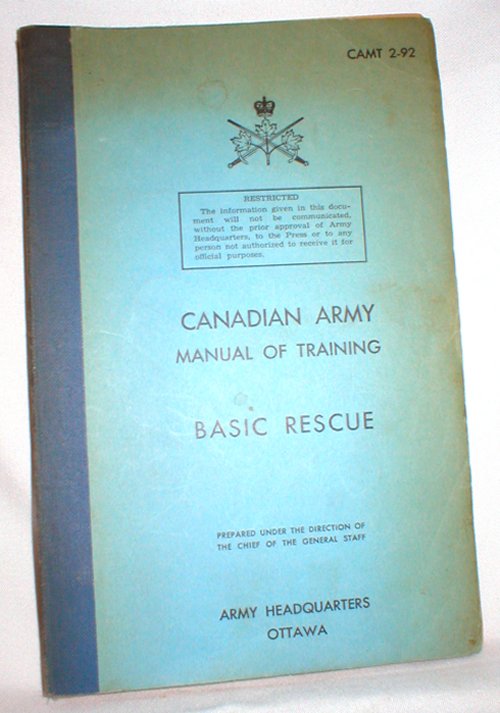 CAMT 2-92
RESTRICTED
The information given in this docu-
ment will not be communicated,
without the prior approval of Army
Headquarters, to the Press or to any
person not authorized to receive it for
official purposes.
CANADIAN ARMY
MANUAL OF TRAINING
BASIC RESCUE
PREPARED UNDER THE DIRECTION OF
THE CHIEF OF THE GENERAL STAFF
ARMY HEADQUARTERS
OTTAWA